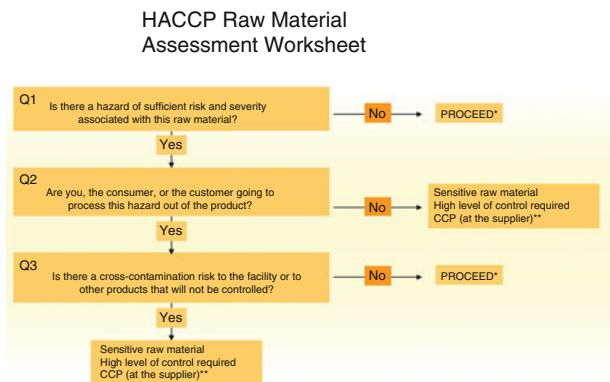 HACCP Raw Material
Assessment Worksheet
Q1
Is there a hazard of sufficient risk and severity
associated with this raw material?
No
PROCEED*
Yes
Q2
Are you, the consumer, or the customer going to
process this hazard out of the product?
No
Sensitive raw material
High level of control required
CCP (at the supplier)**
Yes
Q3
Is there a cross-contamination risk to the facility or to
other products that will not be controlled?
No
PROCEED*
Yes
Sensitive raw material
High level of control required
CCP (at the supplier)**